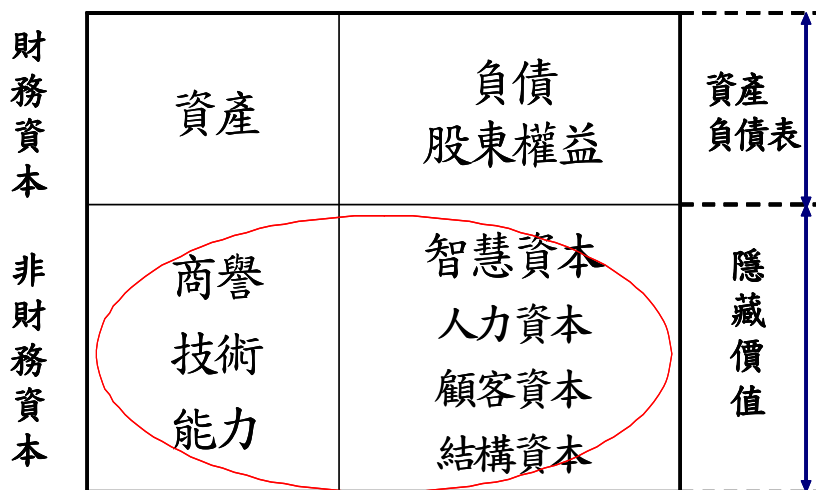 財務資本
資產
負債
股東權益
資產
負債表
非財務資本
商譽
技術
能力
智慧資本
人力資本
顧客資本
結構資本
隱藏價值